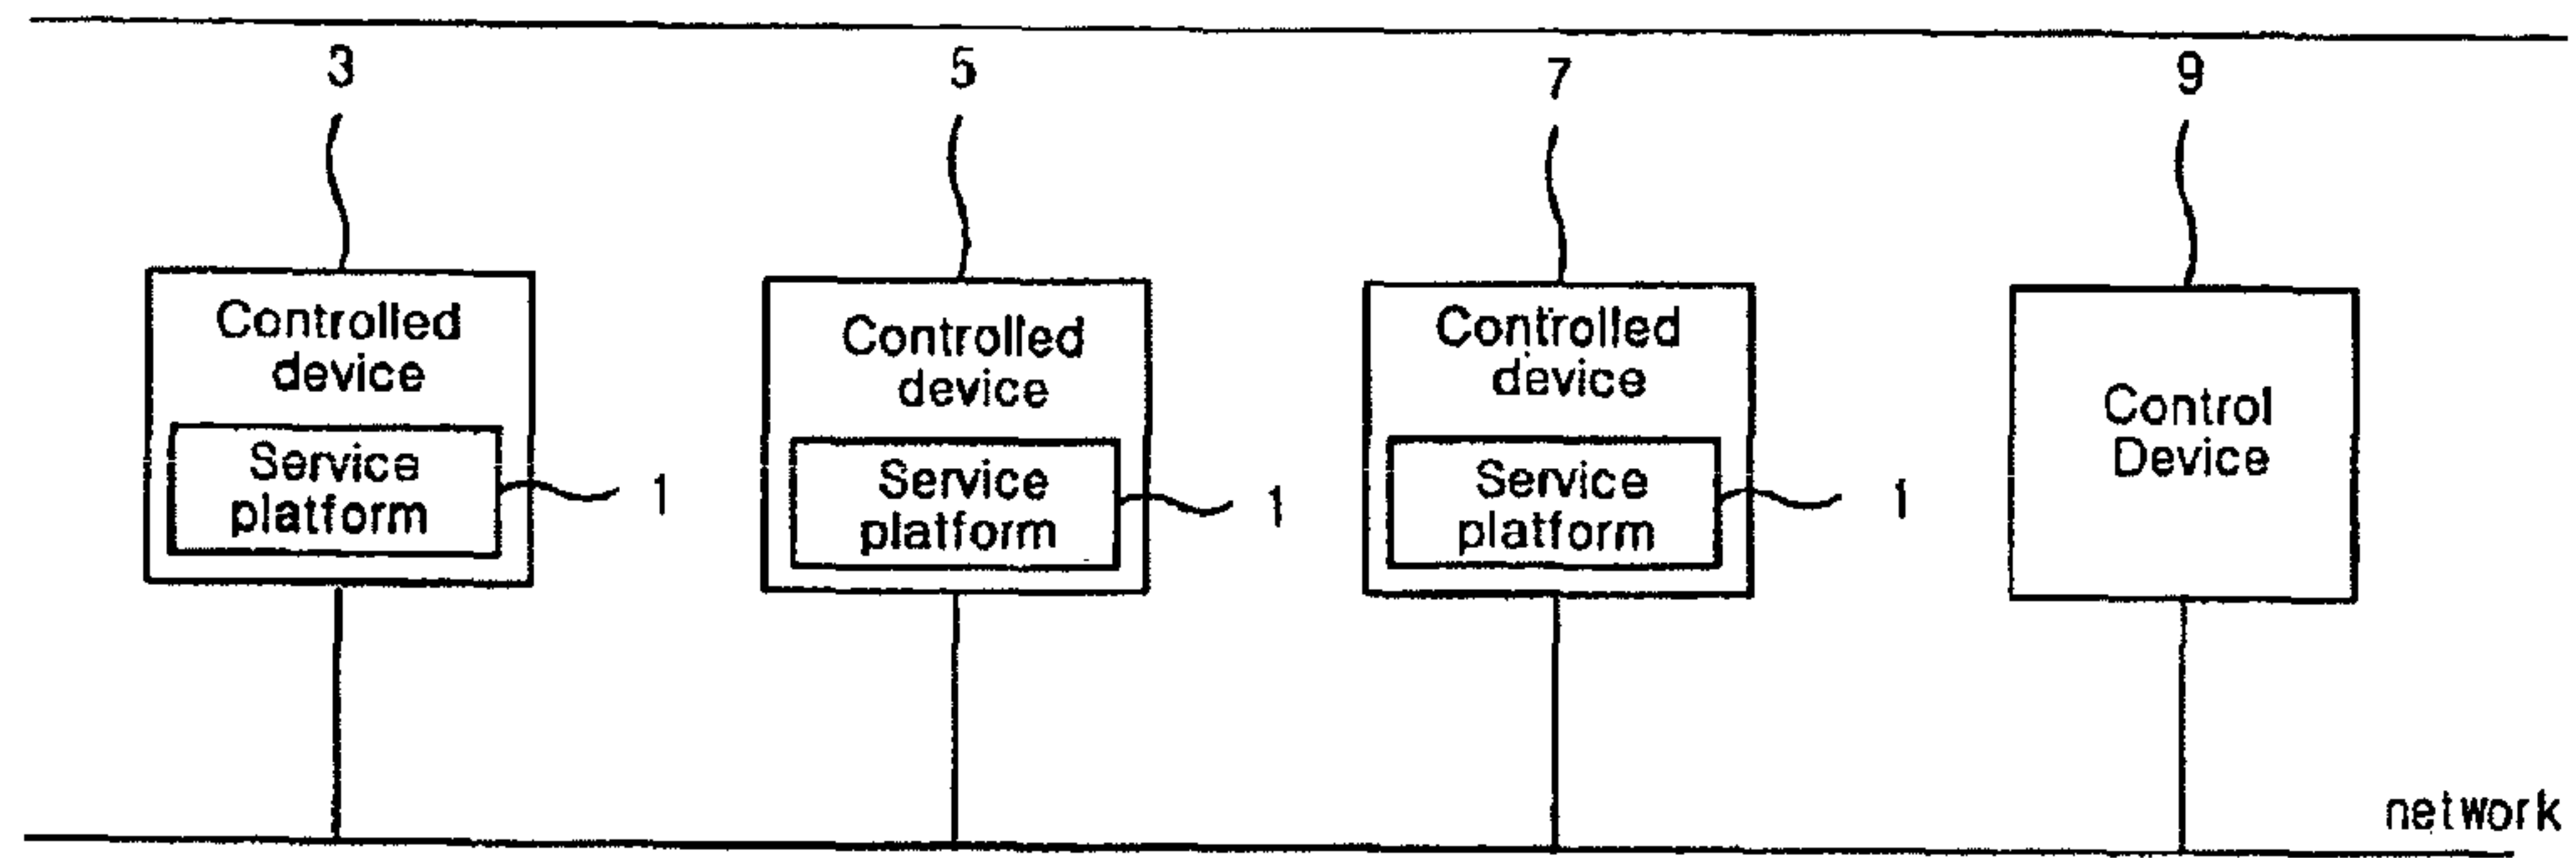 3
5
7
9
Controlled
device
Service
platform
1
Controlled
device
Service
platform
1
Controlled
device
Service
platform
1
Control
Device
network